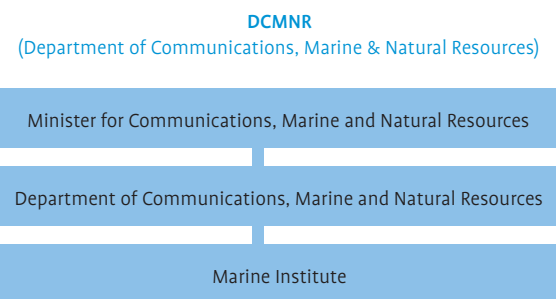 DCMNR
(Department of Communications, Marine & Natural Resources)
Minister for Communications, Marine and Natural Resources
Department of Communications, Marine and Natural Resources
Marine Institute